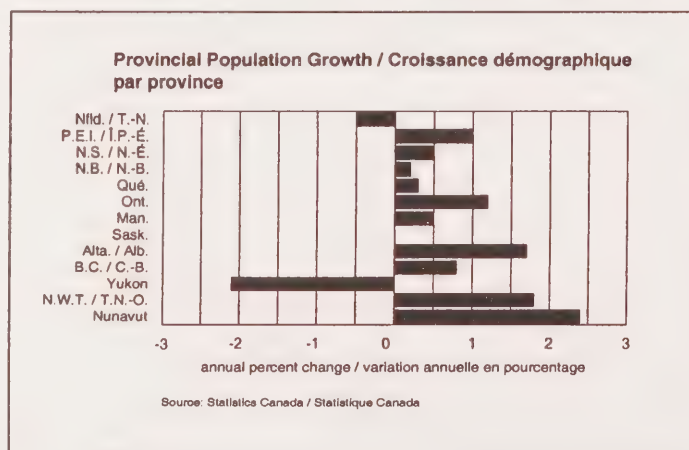 Provincial Population Growth / Croissance démographique
par province
Nfld. / T.-N.
P.E.I. / Î.P.-É.
N.S. / N.-É.
N.B. / N.-B.
Qué.
Ont.
Man.
Sask.
Alta. / Alb.
B.C. / C.-B.
Yukon
N.W.T. / T.N.-O.
Nunavut
-3 -2 -1 0 1 2 3
annual percent change / variation annuelle en pourcentage
Source: Statistics Canada / Statistique Canada